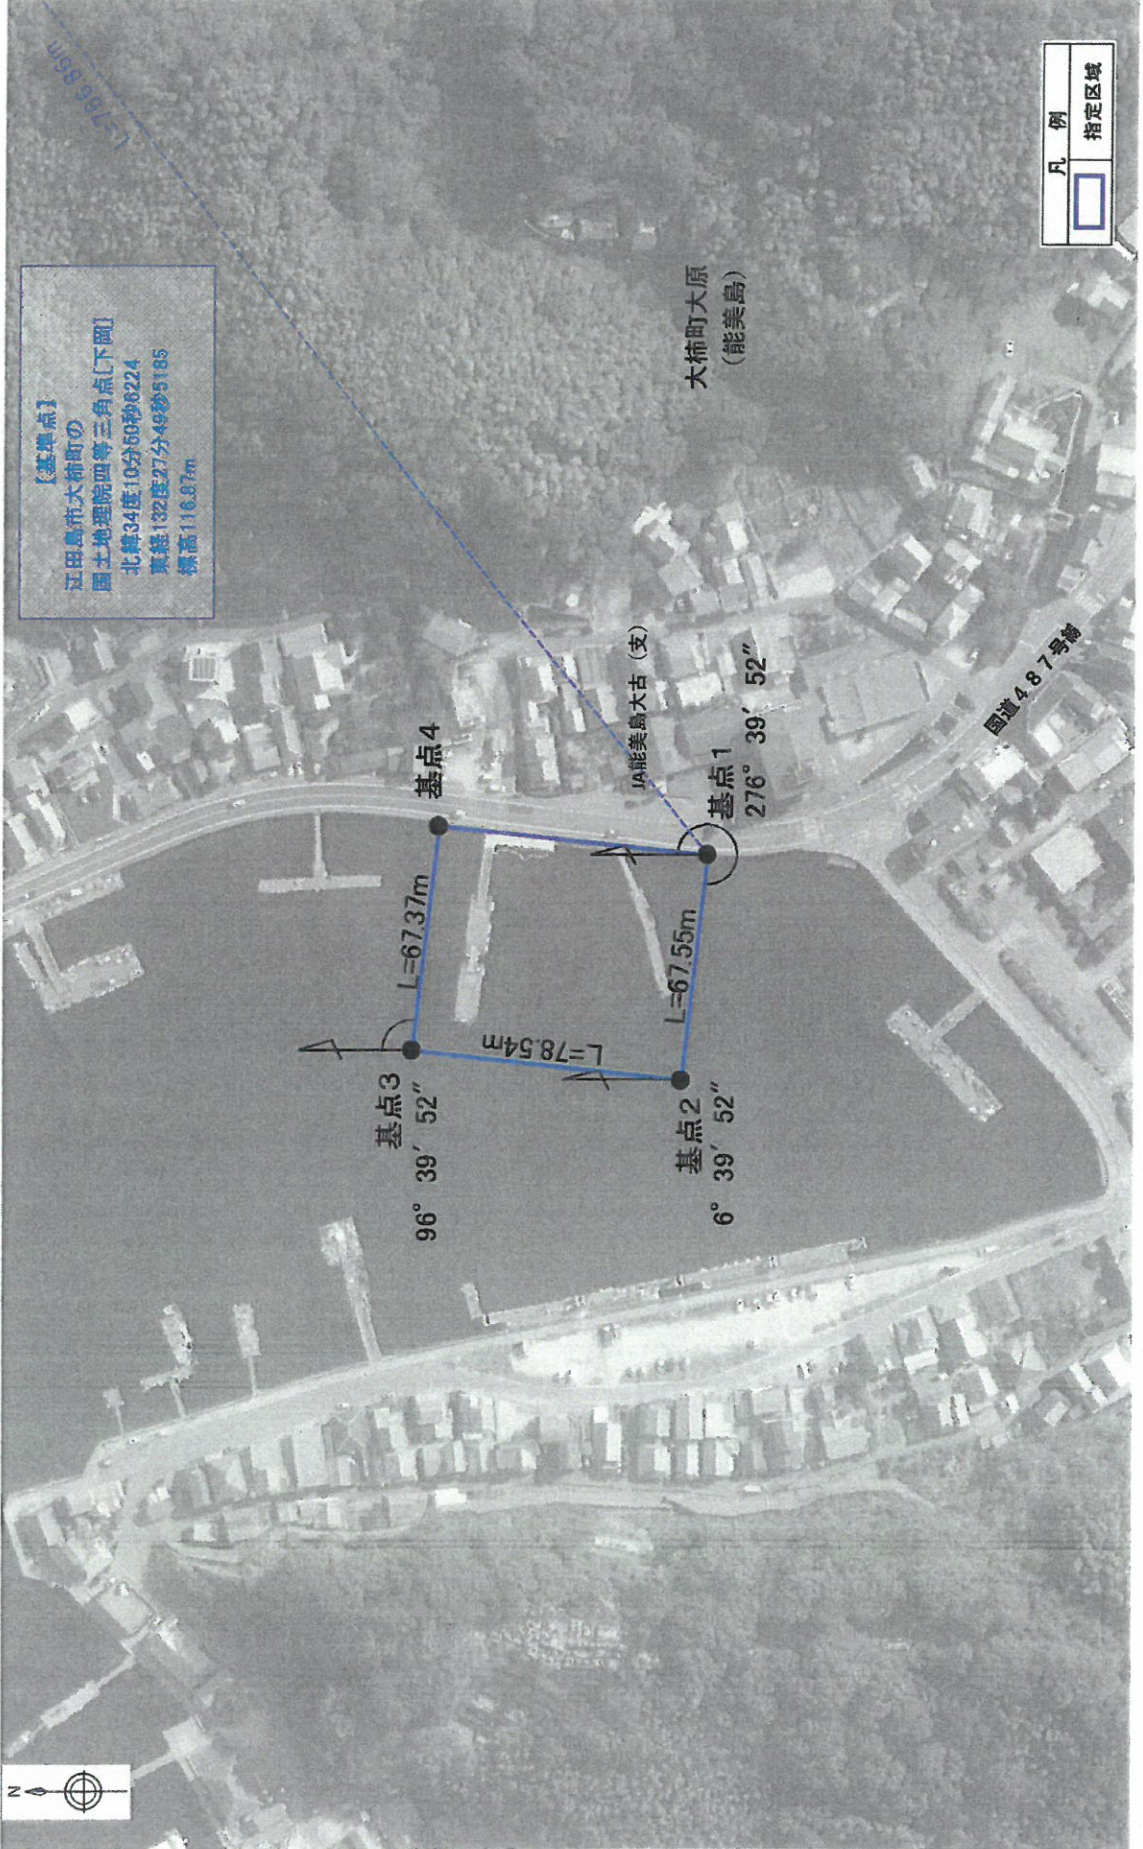 N
L=766.86m
【基準点】
江田島市大柿町の
国土地理院四等三角点[下岡]
北緯34度10分50秒6224
東経132度27分49秒5185
標高116.87m
基点4
L=67.37m
基点3
96° 39′ 52″
L=78.54m
JA能美島大古（支）
基点1
276° 39′ 52″
L=67.55m
基点2
6° 39′ 52″
大柿町大原
（能美島）
国道487号線
凡 例
指定区域